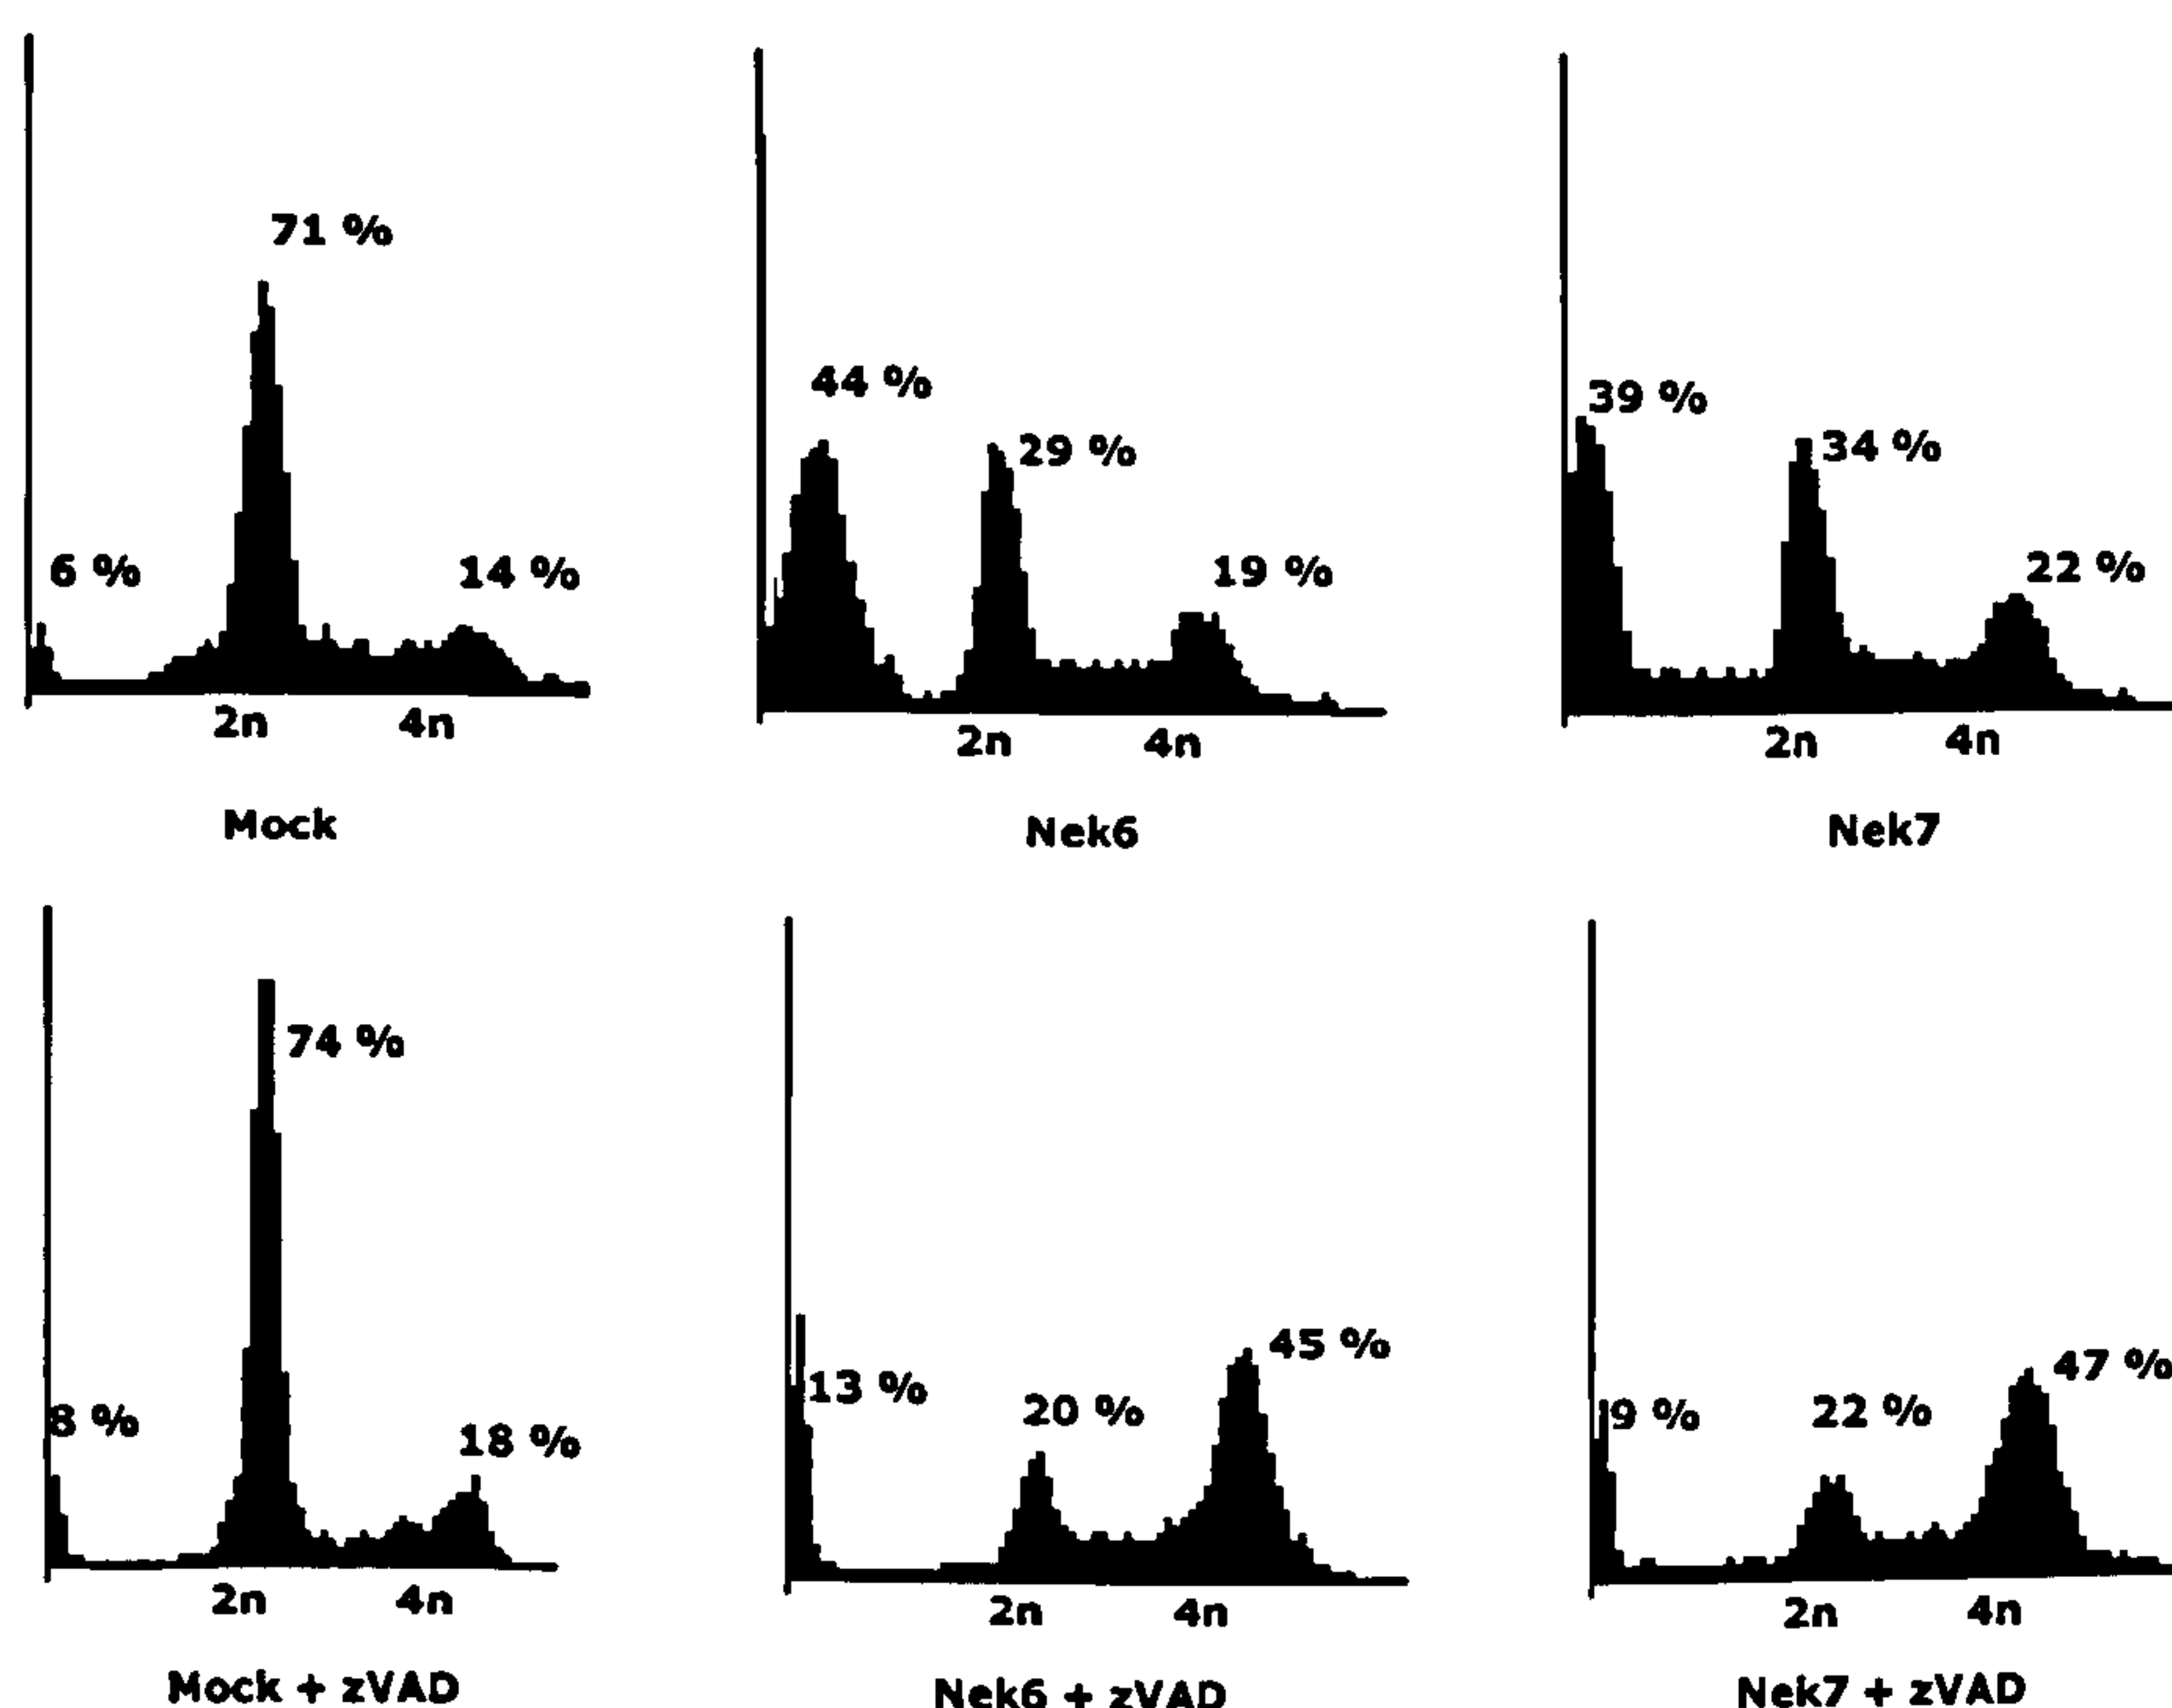 71 %
6 %
14 %
2n
4n
Mock
44 %
29 %
19 %
2n
4n
Nek6
39 %
34 %
22 %
2n
4n
Nek7
74 %
8 %
18 %
2n
4n
Mock + zVAD
13 %
20 %
45 %
2n
4n
Nek6 + zVAD
9 %
22 %
47 %
2n
4n
Nek7 + zVAD